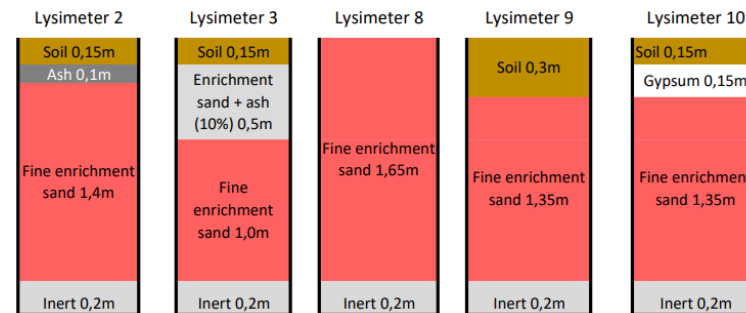 Lysimeter 2
Soil 0,15m
Ash 0,1m
Fine enrichment
sand 1,4m
Inert 0,2m
Lysimeter 3
Soil 0,15m
Enrichment
sand + ash
(10%) 0,5m
Fine
enrichment
sand 1,0m
Inert 0,2m
Lysimeter 8
Fine enrichment
sand 1,65m
Inert 0,2m
Lysimeter 9
Soil 0,3m
Fine enrichment
sand 1,35m
Inert 0,2m
Lysimeter 10
Soil 0,15m
Gypsum 0,15m
Fine enrichmen
sand 1,35m
Inert 0,2m